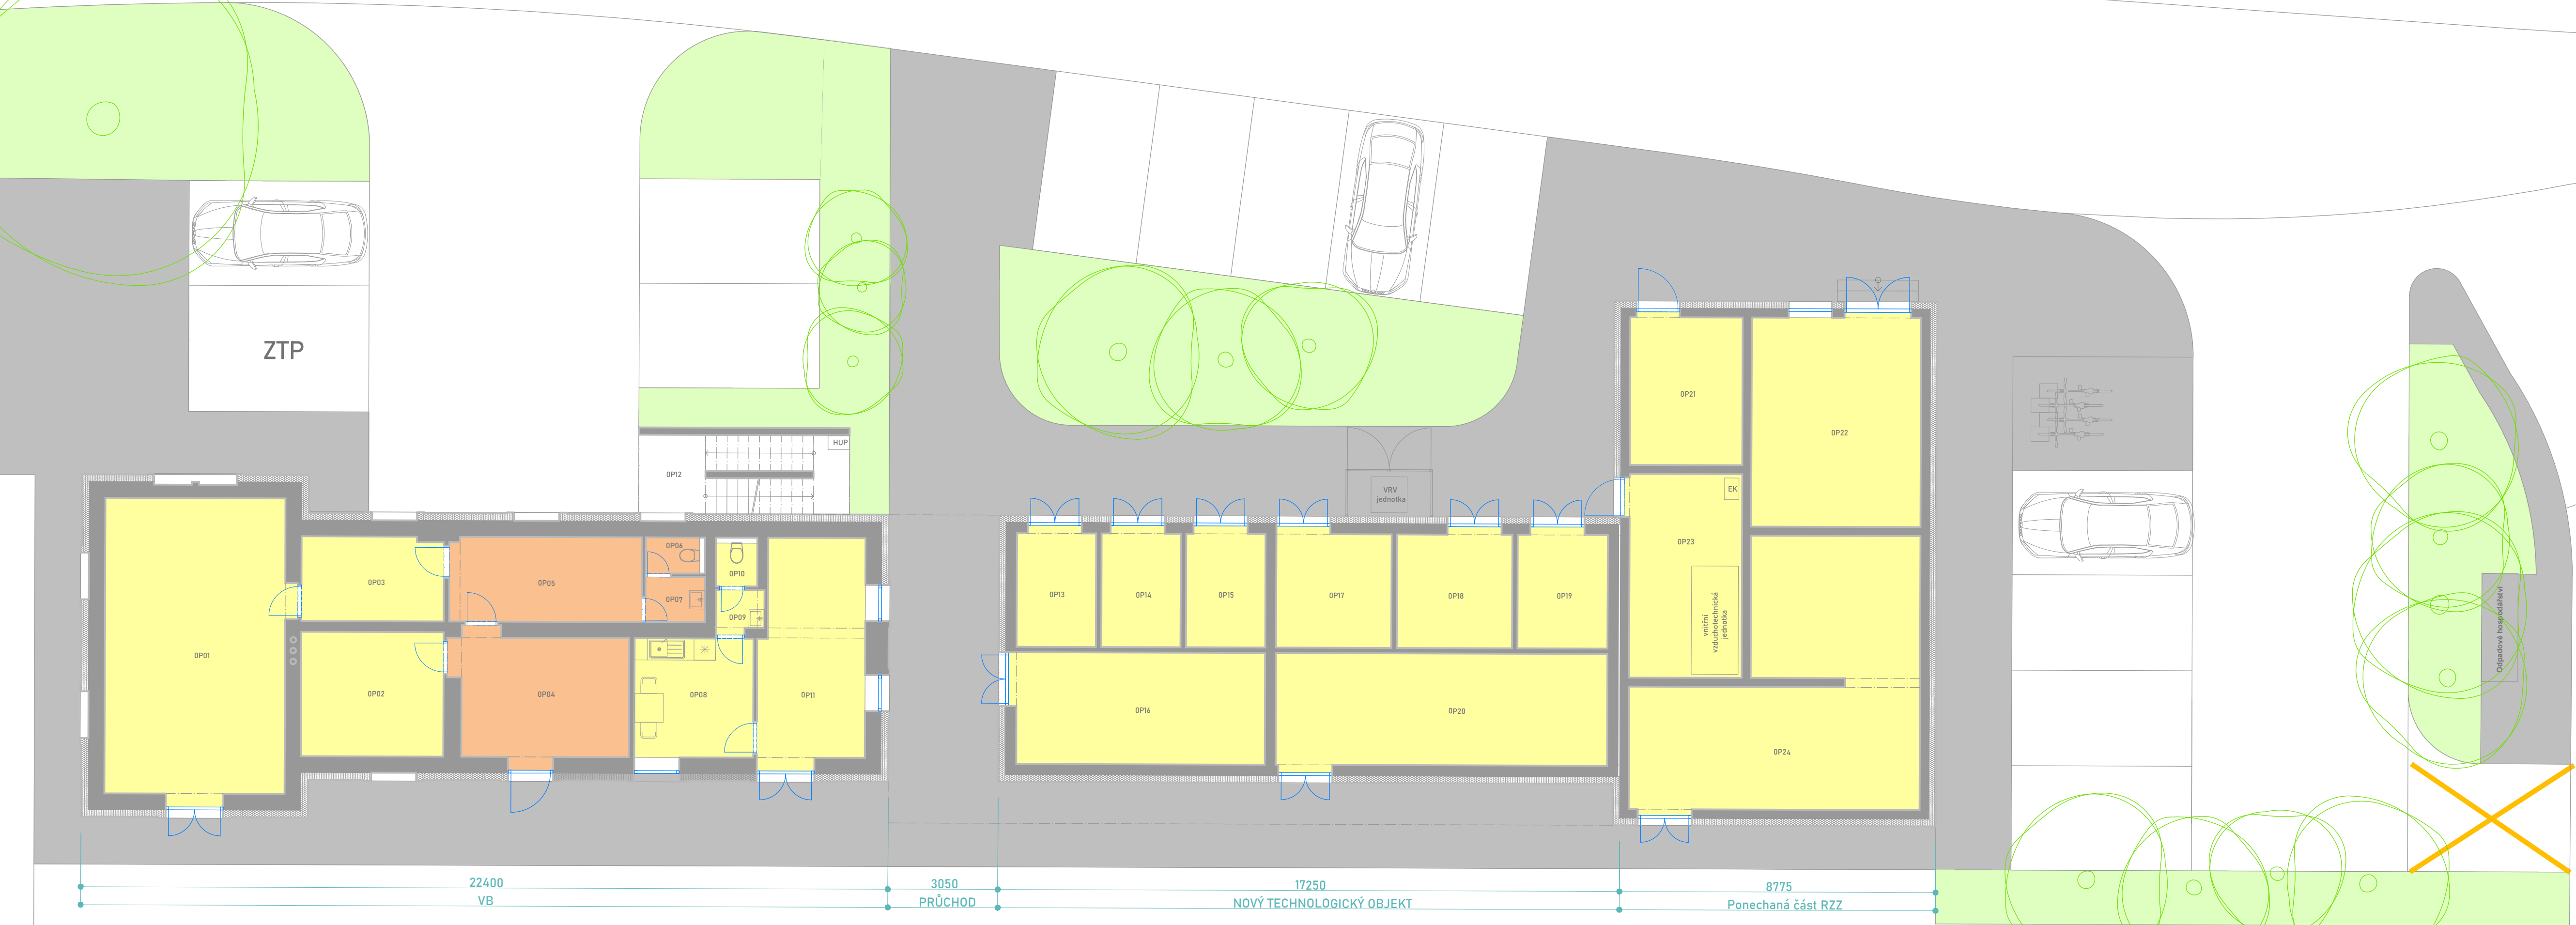 ZTP
HUP
0P12
VRV
jednotka
0P21
0P22
EK
0P23
vnitřní
vzduchotechnická
jednotka
0P24
Odpadové hospodářství
0P01
0P03
0P02
0P05
0P04
0P06
0P07
0P10
0P09
0P08
0P11
0P13
0P14
0P15
0P17
0P18
0P19
0P16
0P20
22400
VB
3050
PRŮCHOD
17250
NOVÝ TECHNOLOGICKÝ OBJEKT
8775
Ponechaná část RZZ